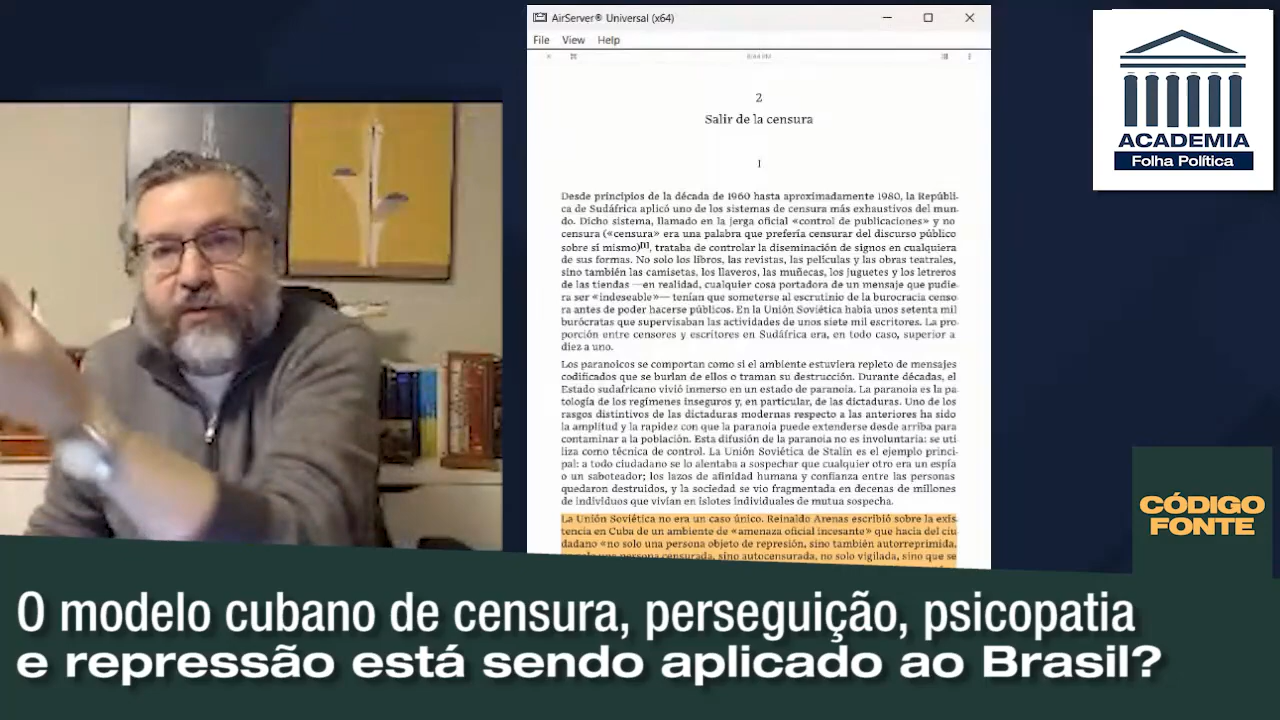 AirServer® Universal (x64)
File View Help
8:44 PM
2
Salir de la censura
I
Desde principios de la década de 1960 hasta aproximadamente 1980, la Repúbli-
ca de Sudáfrica aplicó uno de los sistemas de censura más exhaustivos del mun-
do. Dicho sistema, llamado en la jerga oficial «control de publicaciones» y no
censura («censura» era una palabra que prefería censurar del discurso público
sobre sí mismo)[1], trataba de controlar la diseminación de signos en cualquiera
de sus formas. No solo los libros, las revistas, las películas y las obras teatrales,
sino también las camisetas, los llaveros, las muñecas, los juguetes y los letreros
de las tiendas —en realidad, cualquier cosa portadora de un mensaje que pudie-
ra ser «indeseable»— tenían que someterse al escrutinio de la burocracia censo
ra antes de poder hacerse públicos. En la Unión Soviética había unos setenta mil
burócratas que supervisaban las actividades de unos siete mil escritores. La pro
porción entre censores y escritores en Sudáfrica era, en todo caso, superior a
diez a uno.
Los paranoicos se comportan como si el ambiente estuviera repleto de mensajes
codificados que se burlan de ellos o traman su destrucción. Durante décadas, el
Estado sudafricano vivió inmerso en un estado de paranoia. La paranoia es la pa
tología de los regímenes inseguros y, en particular, de las dictaduras. Uno de los
rasgos distintivos de las dictaduras modernas respecto a las anteriores ha sido
la amplitud y la rapidez con que la paranoia puede extenderse desde arriba para
contaminar a la población. Esta difusión de la paranoia no es involuntaria: se uti
liza como técnica de control. La Unión Soviética de Stalin es el ejemplo princi-
pal: a todo ciudadano se lo alentaba a sospechar que cualquier otro era un espía
o un saboteador; los lazos de afinidad humana y confianza entre las personas
quedaron destruidos, y la sociedad se vio fragmentada en decenas de millones
de individuos que vivían en islotes individuales de mutua sospecha.
La Unión Soviética no era un caso único. Reinaldo Arenas escribió sobre la exis
tencia en Cuba de un ambiente de «amenaza oficial incesante» que hacía del ciu
dadano «no solo una persona objeto de represión, sino también autorreprimida,
no solo una persona censurada, sino autocensurada, no solo vigilada, sino que se
ACADEMIA
Folha Política
CÓDIGO
FONTE
O modelo cubano de censura, perseguição, psicopatia
e repressão está sendo aplicado ao Brasil?